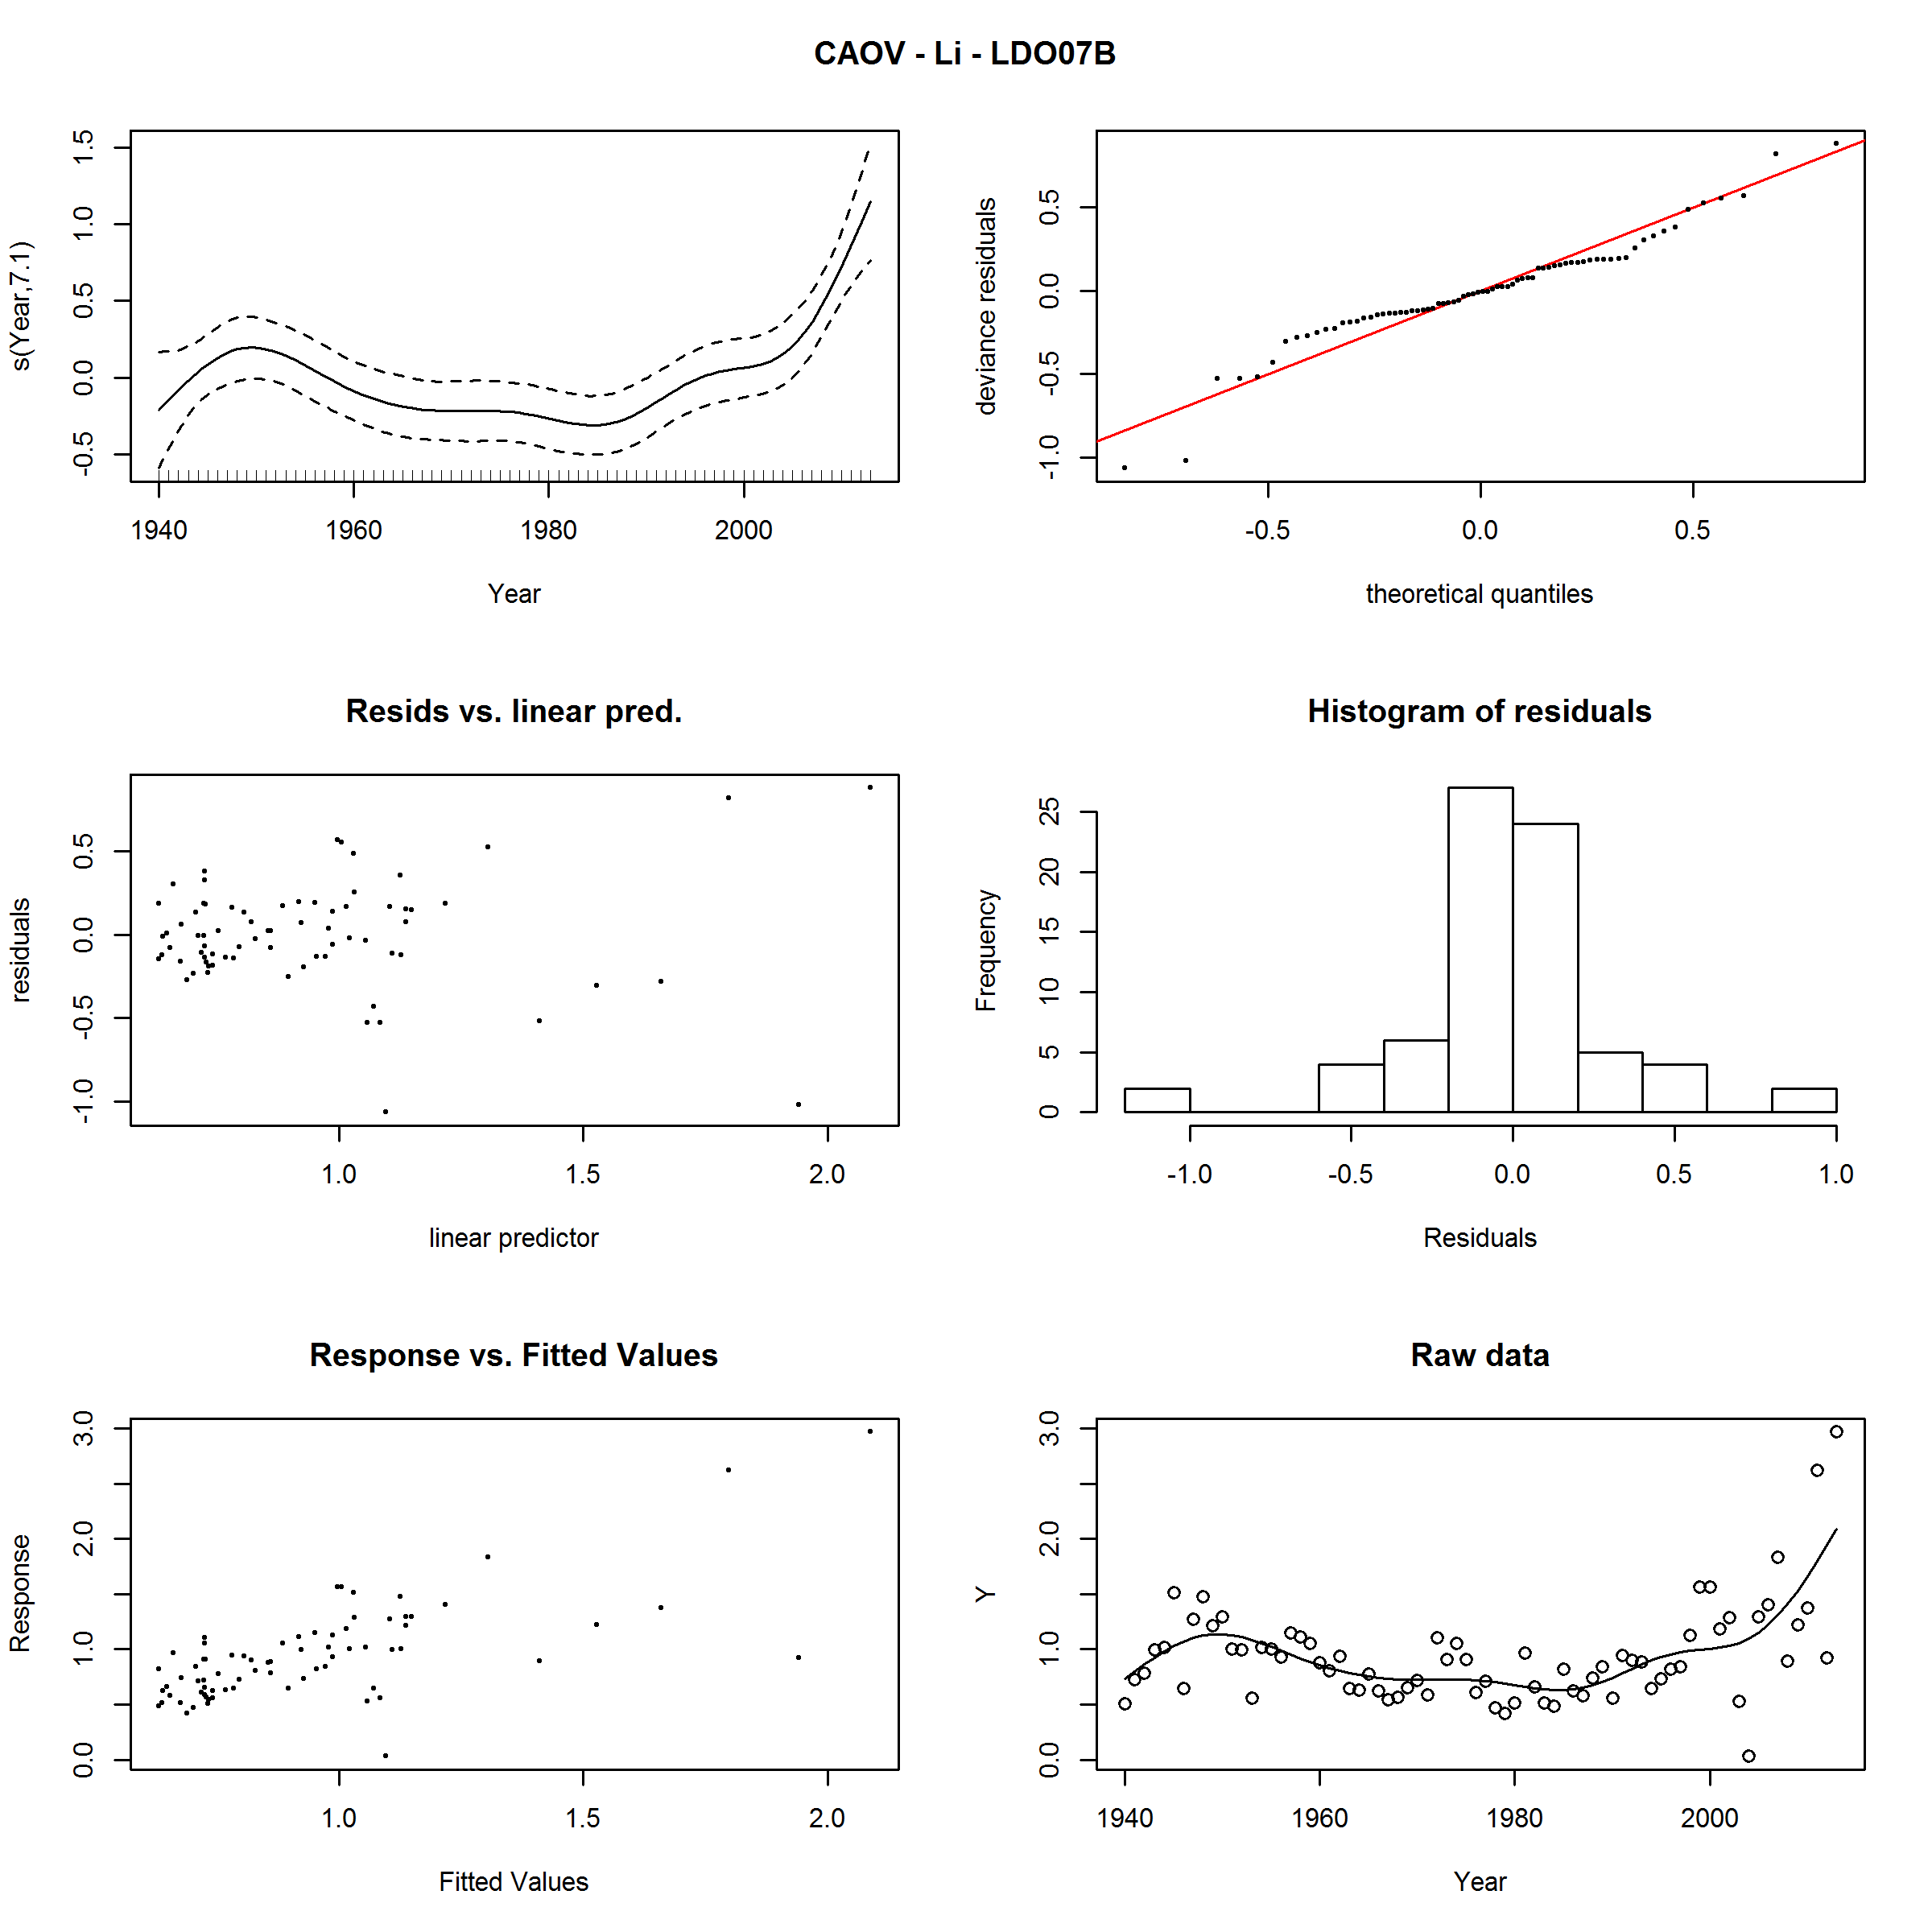 CAOV - Li - LDO07B
s(Year,7.1)
-0.5 0.0 0.5 1.0 1.5
1940 1960 1980 2000
Year
deviance residuals
-1.0 -0.5 0.0 0.5
-0.5 0.0 0.5
theoretical quantiles
Resids vs. linear pred.
residuals
-1.0 -0.5 0.0 0.5
1.0 1.5 2.0
linear predictor
Histogram of residuals
Frequency
0 5 10 15 20 25
-1.0 -0.5 0.0 0.5 1.0
Residuals
Response vs. Fitted Values
Response
0.0 1.0 2.0 3.0
1.0 1.5 2.0
Fitted Values
Raw data
Y
0.0 1.0 2.0 3.0
1940 1960 1980 2000
Year